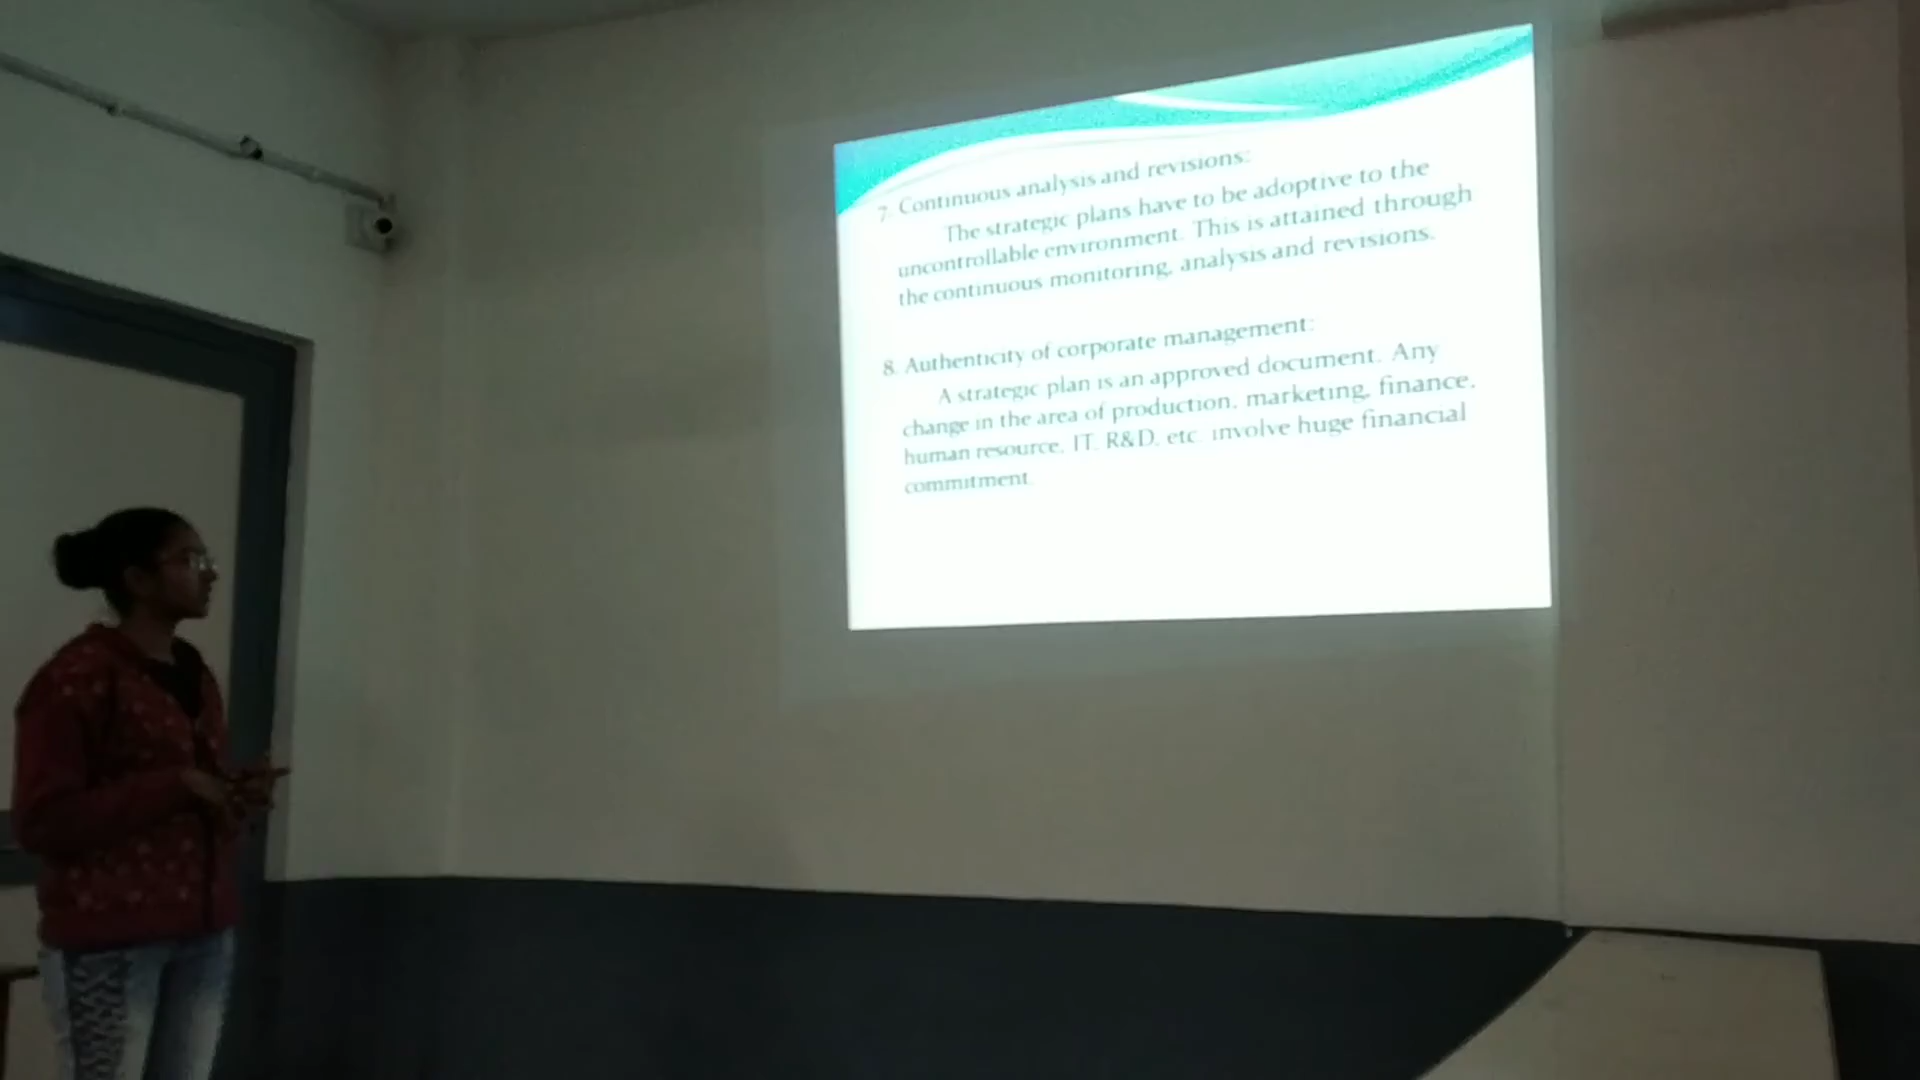 7. Continuous analysis and revisions:
The strategic plans have to be adoptive to the
uncontrollable environment. This is attained through
the continuous monitoring, analysis and revisions.
8. Authenticity of corporate management:
A strategic plan is an approved document. Any
change in the area of production, marketing, finance,
human resource, IT, R&D, etc. involve huge financial
commitment.